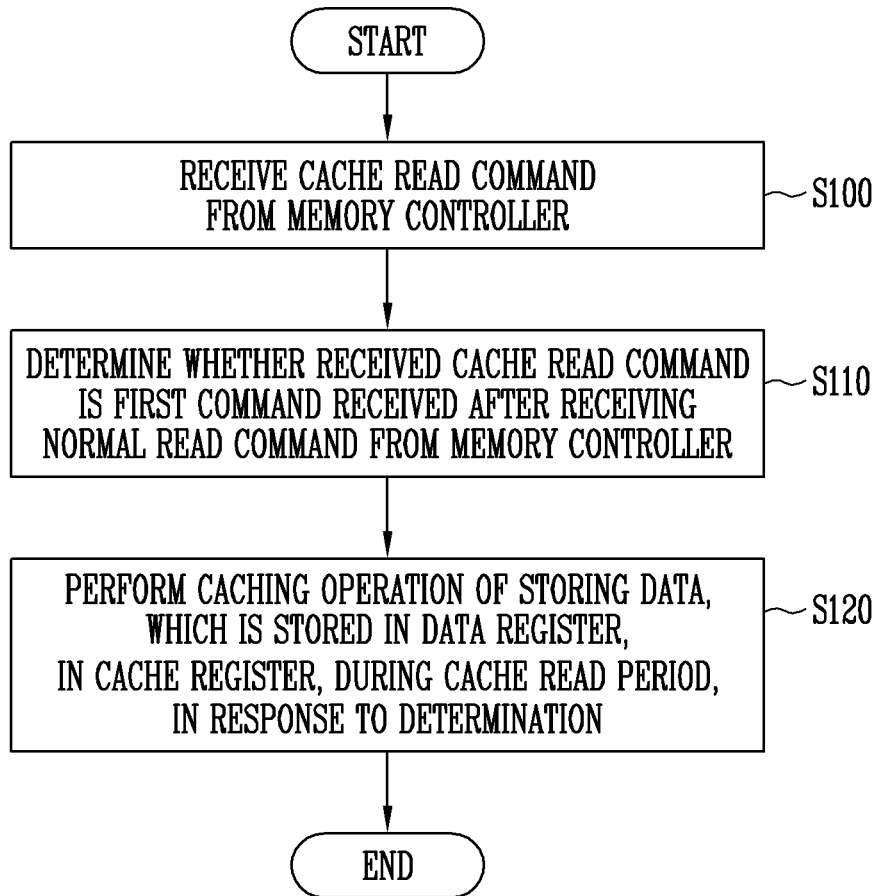 START
RECEIVE CACHE READ COMMAND
FROM MEMORY CONTROLLER
S100
DETERMINE WHETHER RECEIVED CACHE READ COMMAND
IS FIRST COMMAND RECEIVED AFTER RECEIVING
NORMAL READ COMMAND FROM MEMORY CONTROLLER
S110
PERFORM CACHING OPERATION OF STORING DATA,
WHICH IS STORED IN DATA REGISTER,
IN CACHE REGISTER, DURING CACHE READ PERIOD,
IN RESPONSE TO DETERMINATION
S120
END